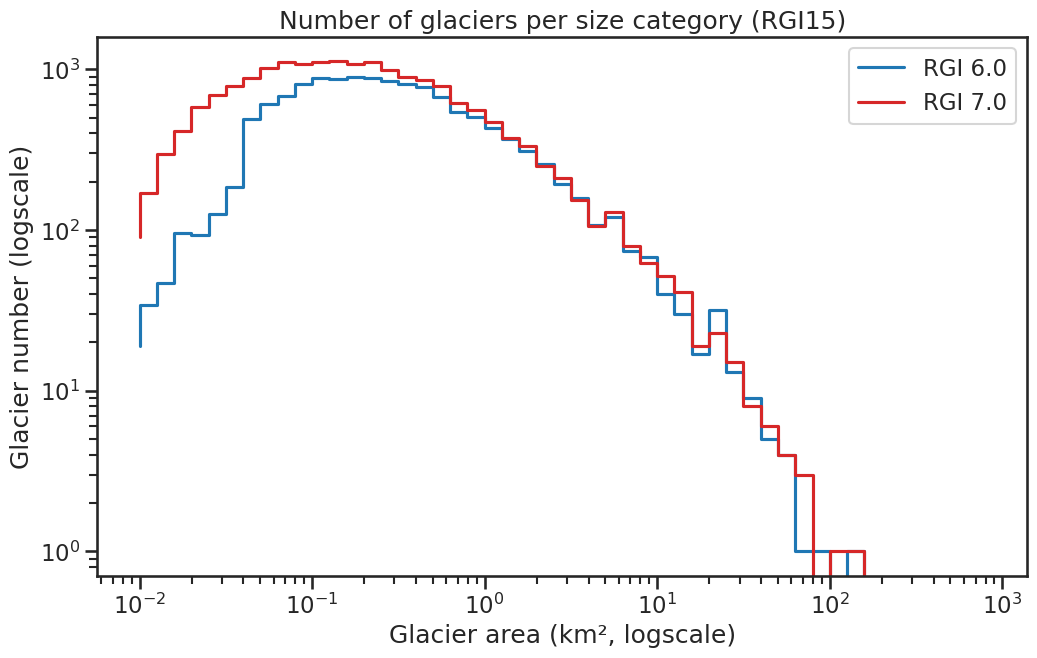 Number of glaciers per size category (RGI15)
RGI 6.0
RGI 7.0
Glacier number (logscale)
10³
10²
10¹
10⁰
10⁻² 10⁻¹ 10⁰ 10¹ 10² 10³
Glacier area (km², logscale)